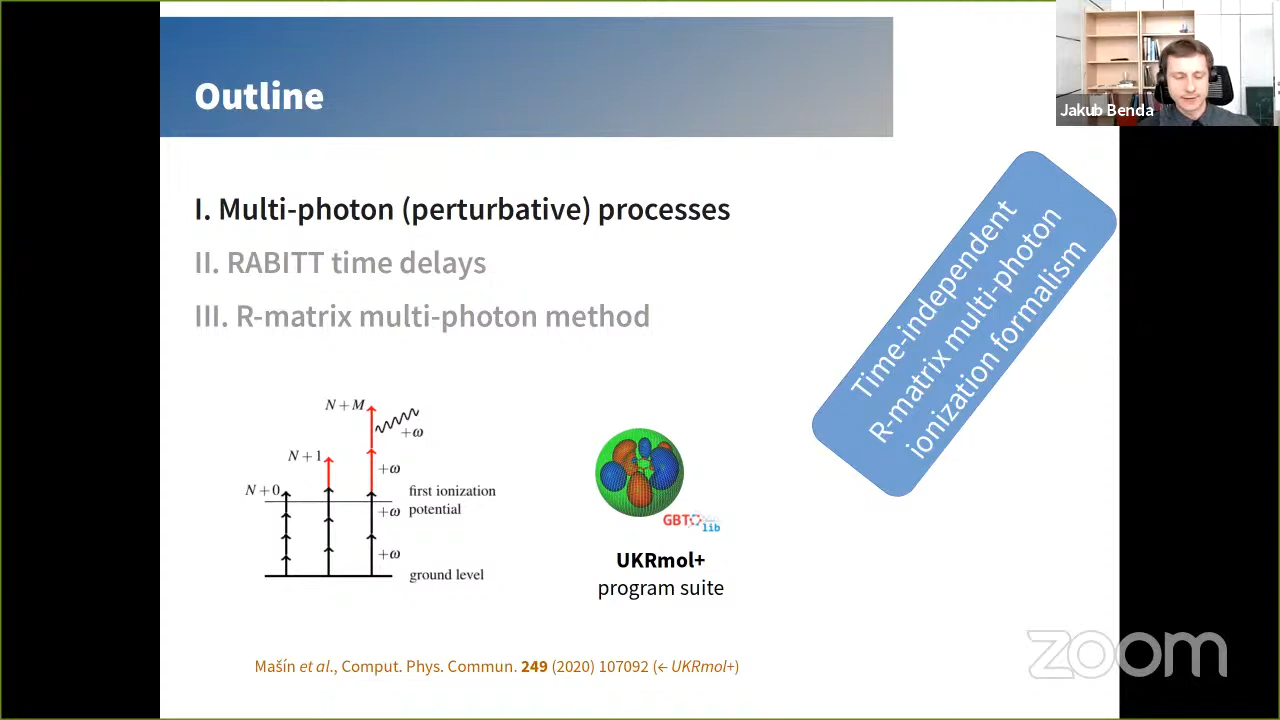 Outline
Jakub Benda
I. Multi-photon (perturbative) processes
II. RABITT time delays
III. R-matrix multi-photon method
Time-independent
R-matrix multi-photon
ionization formalism
N + M
+ω
N + 1
+ω
N + 0
first ionization
+ω potential
+ω
ground level
GBTO
lib
UKRmol+
program suite
Mašín et al., Comput. Phys. Commun. 249 (2020) 107092 (← UKRmol+)
zoom